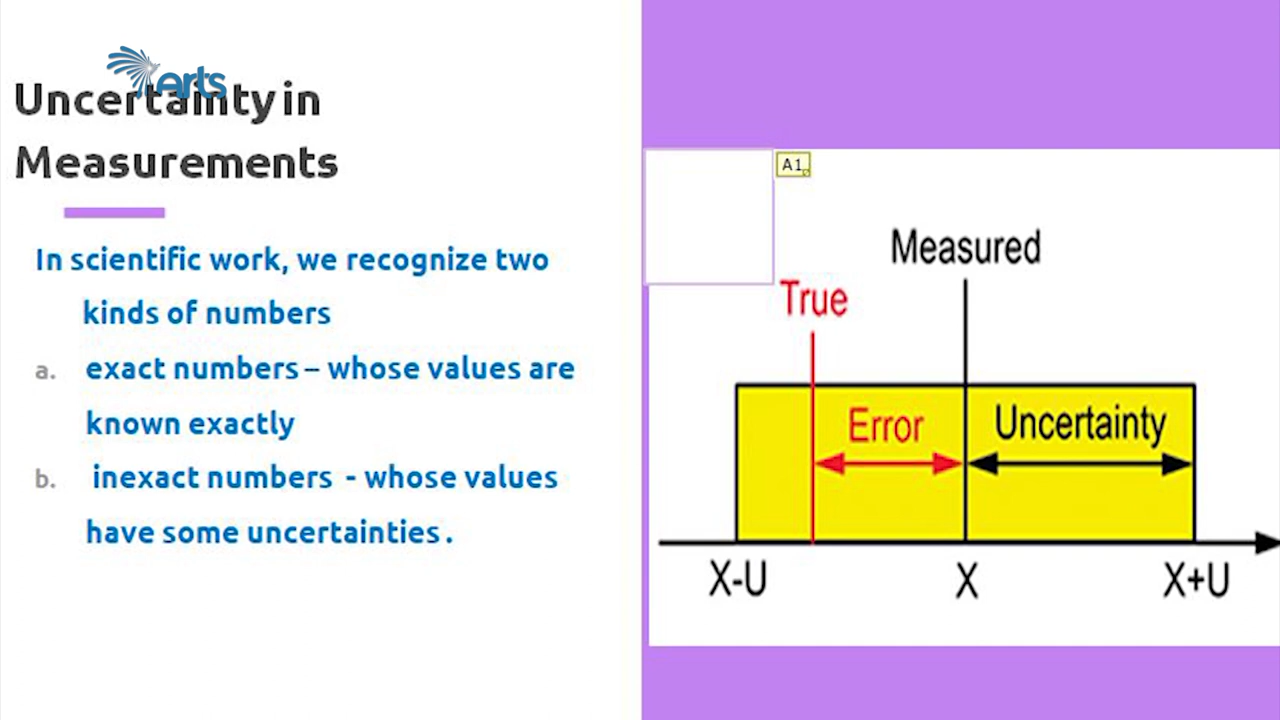 arts
Uncertainty in
Measurements
In scientific work, we recognize two
kinds of numbers
a. exact numbers – whose values are
known exactly
b. inexact numbers - whose values
have some uncertainties .
A1
Measured
True
Error
Uncertainty
X-U
X
X+U